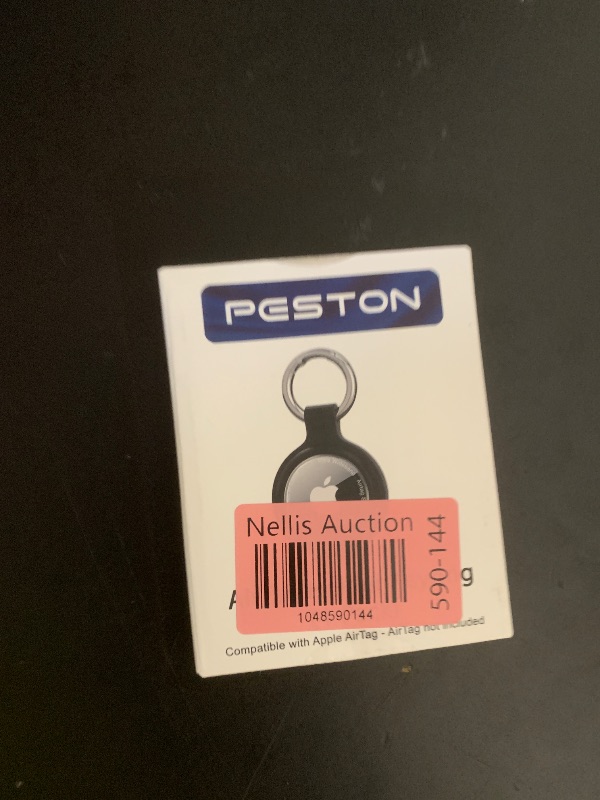 PESTON
Nellis Auction
1048590144
590-144
Compatible with Apple AirTag - AirTag not included